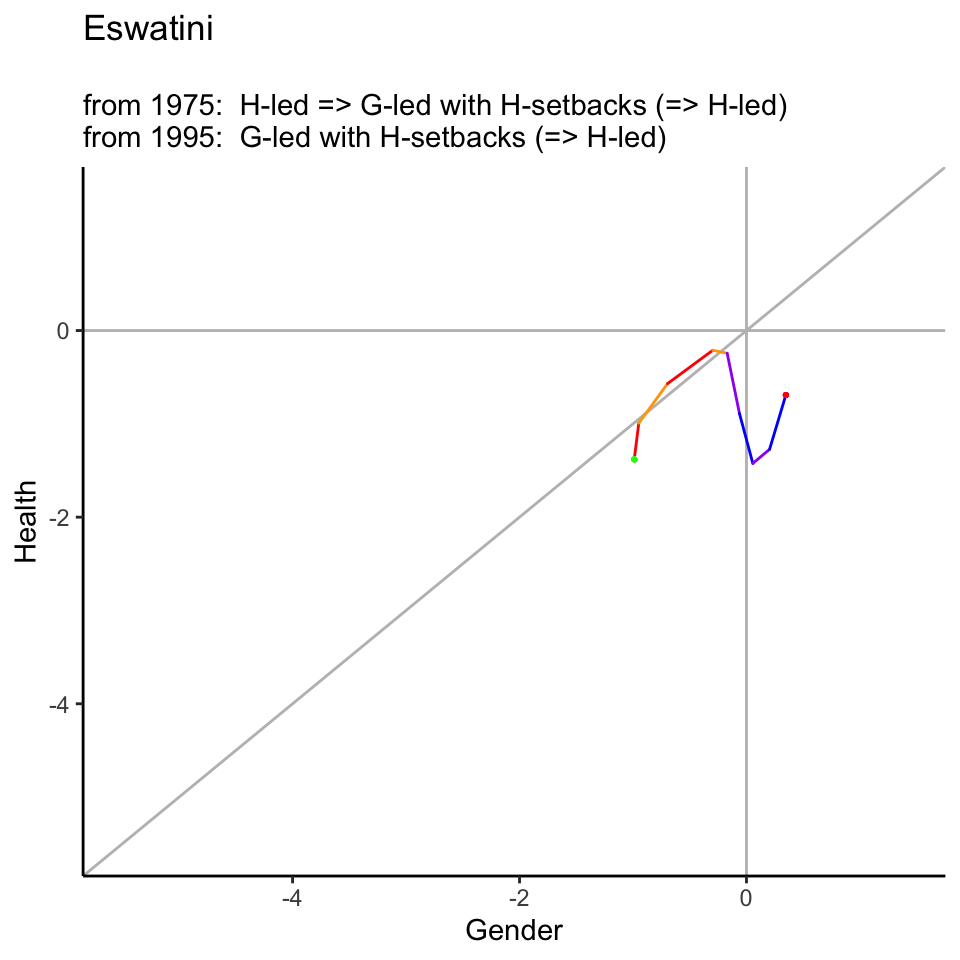 Eswatini
from 1975:  H-led => G-led with H-setbacks (=> H-led)
from 1995:  G-led with H-setbacks (=> H-led)
0
-2
-4
Health
-4
-2
0
Gender